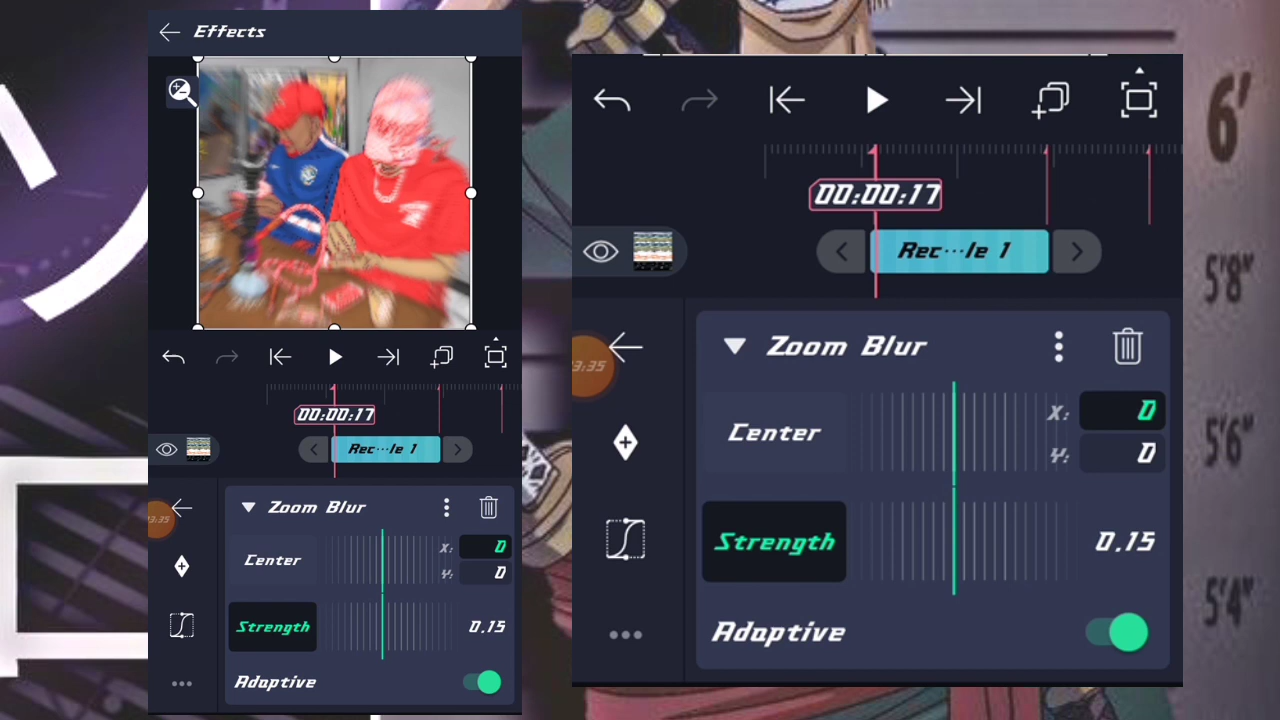 Effects
00:00:17
Rec···le 1
Zoom Blur
Center
X: 0
Y: 0
Strength
0.15
Adaptive
00:00:17
Rec···le 1
3:35
Zoom Blur
Center
X: 0
Y: 0
Strength
0.15
Adaptive
6'
5'8"
5'6"
5'4"